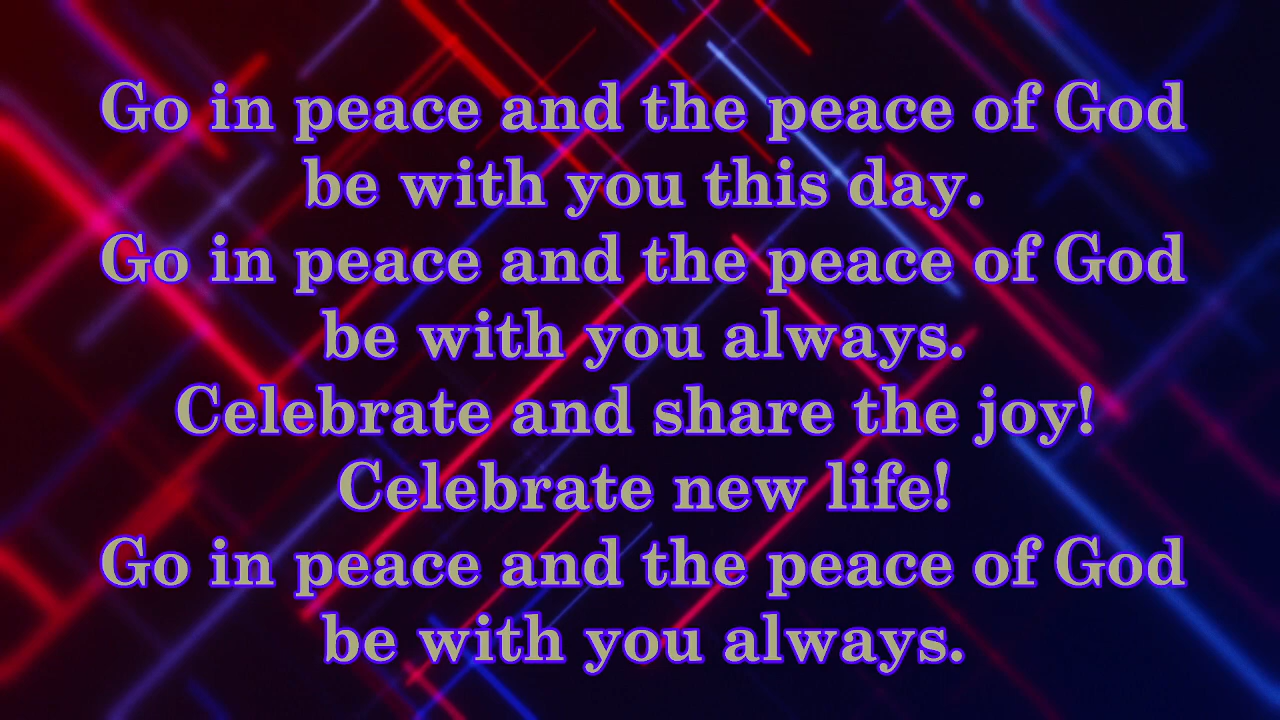 Go in peace and the peace of God
be with you this day.
Go in peace and the peace of God
be with you always.
Celebrate and share the joy!
Celebrate new life!
Go in peace and the peace of God
be with you always.